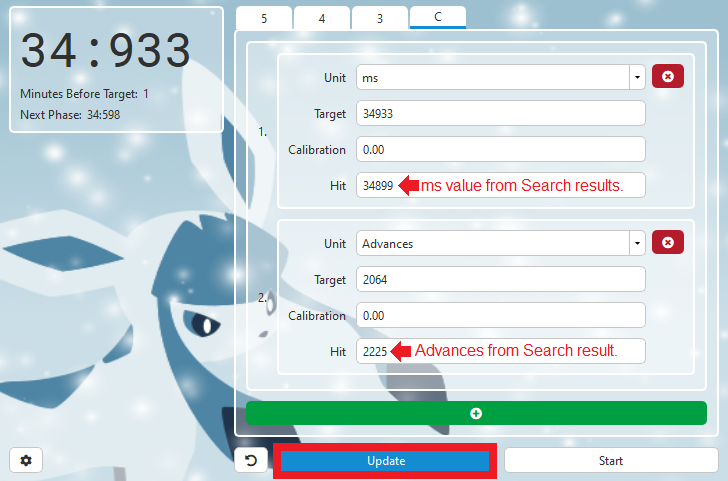 34:933
Minutes Before Target: 1
Next Phase: 34:598
5 4 3 C
1.
Unit ms
Target 34933
Calibration 0.00
Hit 34899 ms value from Search results.
2.
Unit Advances
Target 2064
Calibration 0.00
Hit 2225 Advances from Search result.
Update Start